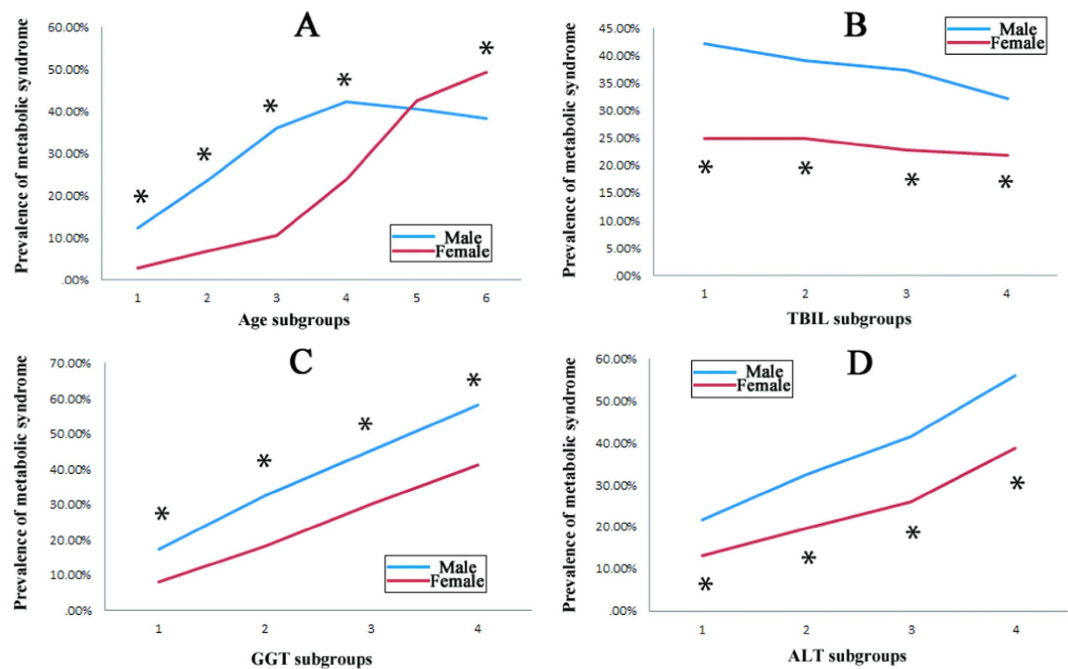 A
60.00%
50.00%
40.00%
30.00%
20.00%
10.00%
.00%
Prevalence of metabolic syndrome
*
*
*
*
*
Male
Female
1 2 3 4 5 6
Age subgroups
B
45.00%
40.00%
35.00%
30.00%
25.00%
20.00%
15.00%
10.00%
5.00%
.00%
Prevalence of metabolic syndrome
Male
Female
* * * *
1 2 3 4
TBIL subgroups
C
70.00%
60.00%
50.00%
40.00%
30.00%
20.00%
10.00%
.00%
Prevalence of metabolic syndrome
*
*
*
*
Male
Female
1 2 3 4
GGT subgroups
D
60.00%
50.00%
40.00%
30.00%
20.00%
10.00%
.00%
Prevalence of metabolic syndrome
Male
Female
*
*
*
*
1 2 3 4
ALT subgroups